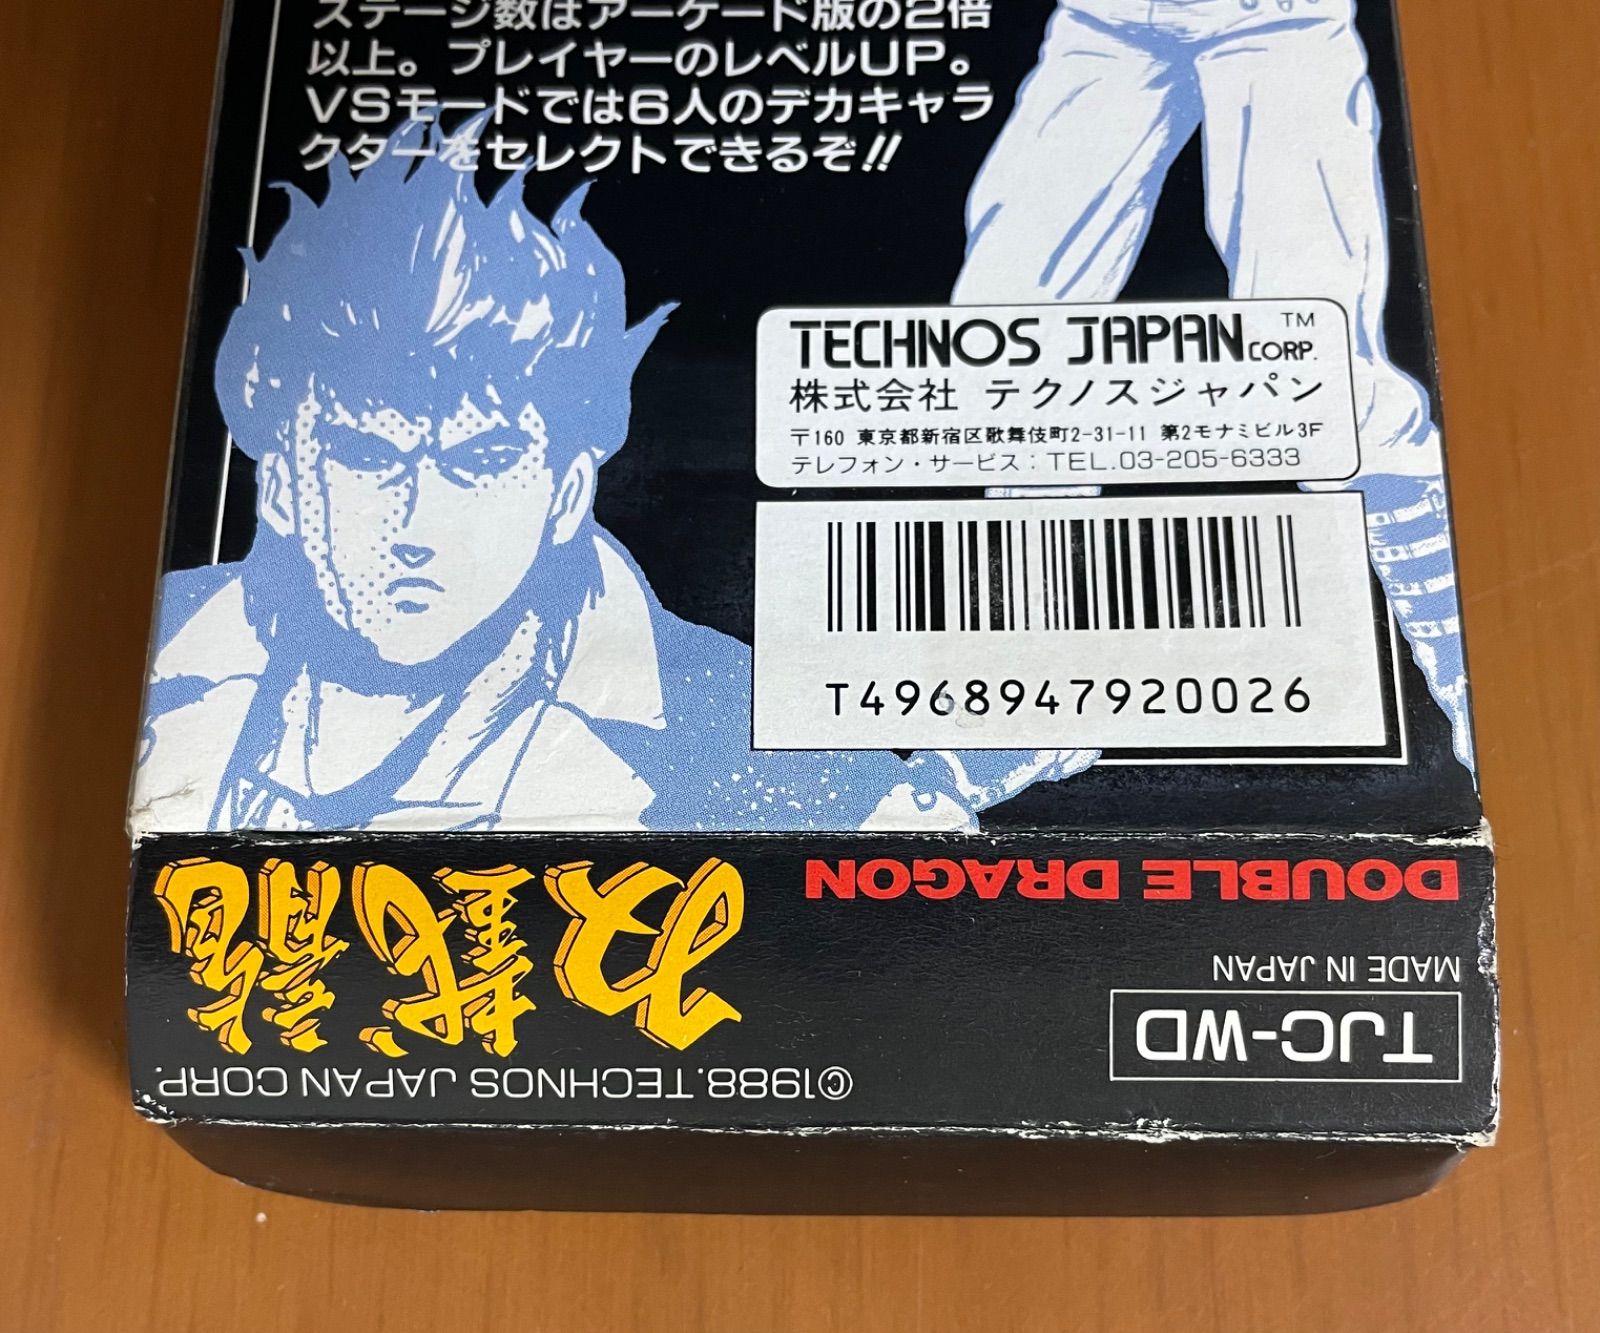 ステージ数はアーケード版の2倍
以上。プレイヤーのレベルUP。
VSモードでは6人のデカキャラ
クターをセレクトできるぞ!!
TECHNOS JAPAN CORP. TM
株式会社 テクノスジャパン
〒160 東京都新宿区歌舞伎町2-31-11 第2モナミビル3F
テレフォン・サービス：TEL.03-205-6333
T4968947920026
DOUBLE DRAGON
双截龍
MADE IN JAPAN
TJC-WD
©1988.TECHNOS JAPAN CORP.